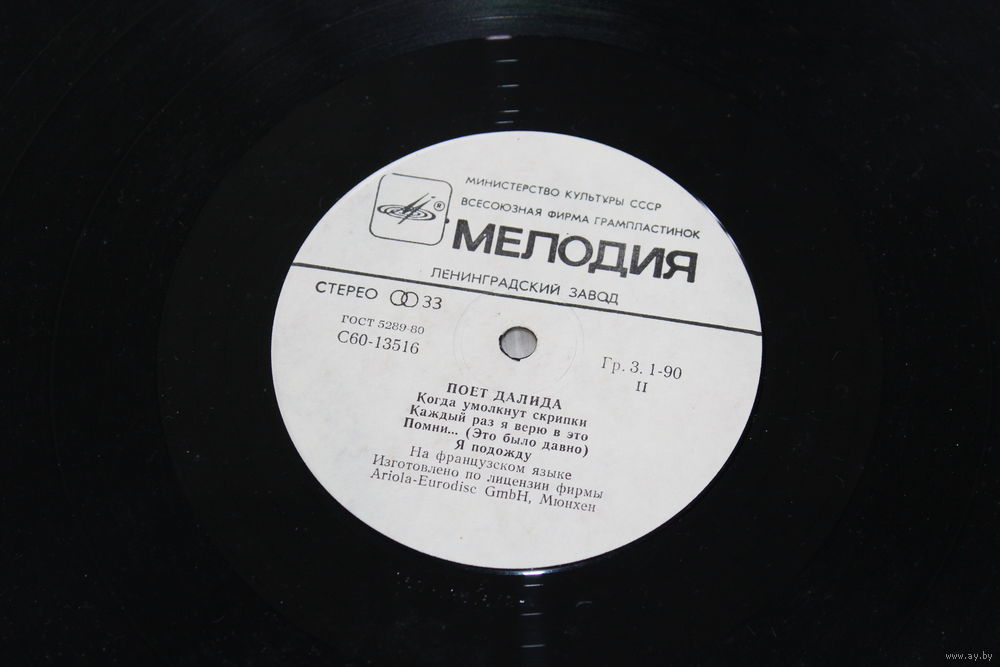 МИНИСТЕРСТВО КУЛЬТУРЫ СССР
ВСЕСОЮЗНАЯ ФИРМА ГРАМПЛАСТИНОК
®
МЕЛОДИЯ
ЛЕНИНГРАДСКИЙ ЗАВОД
СТЕРЕО 33
ГОСТ 5289-80
С60-13516
Гр. 3. 1-90
II
ПОЕТ ДАЛИДА
Когда умолкнут скрипки
Каждый раз я верю в это
Помни... (Это было давно)
Я подожду
На французском языке
Изготовлено по лицензии фирмы
Ariola-Eurodisc GmbH, Мюнхен
www.ay.by